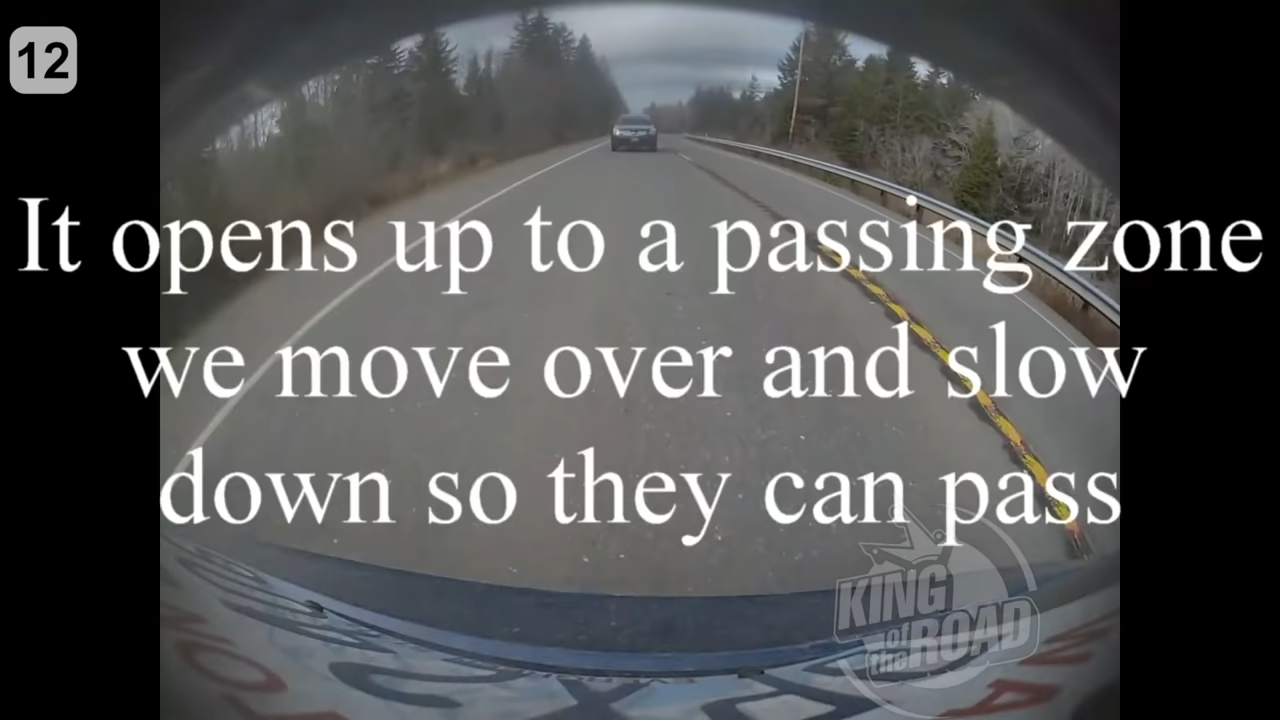 12
It opens up to a passing zone
we move over and slow
down so they can pass
KING
of
the ROAD